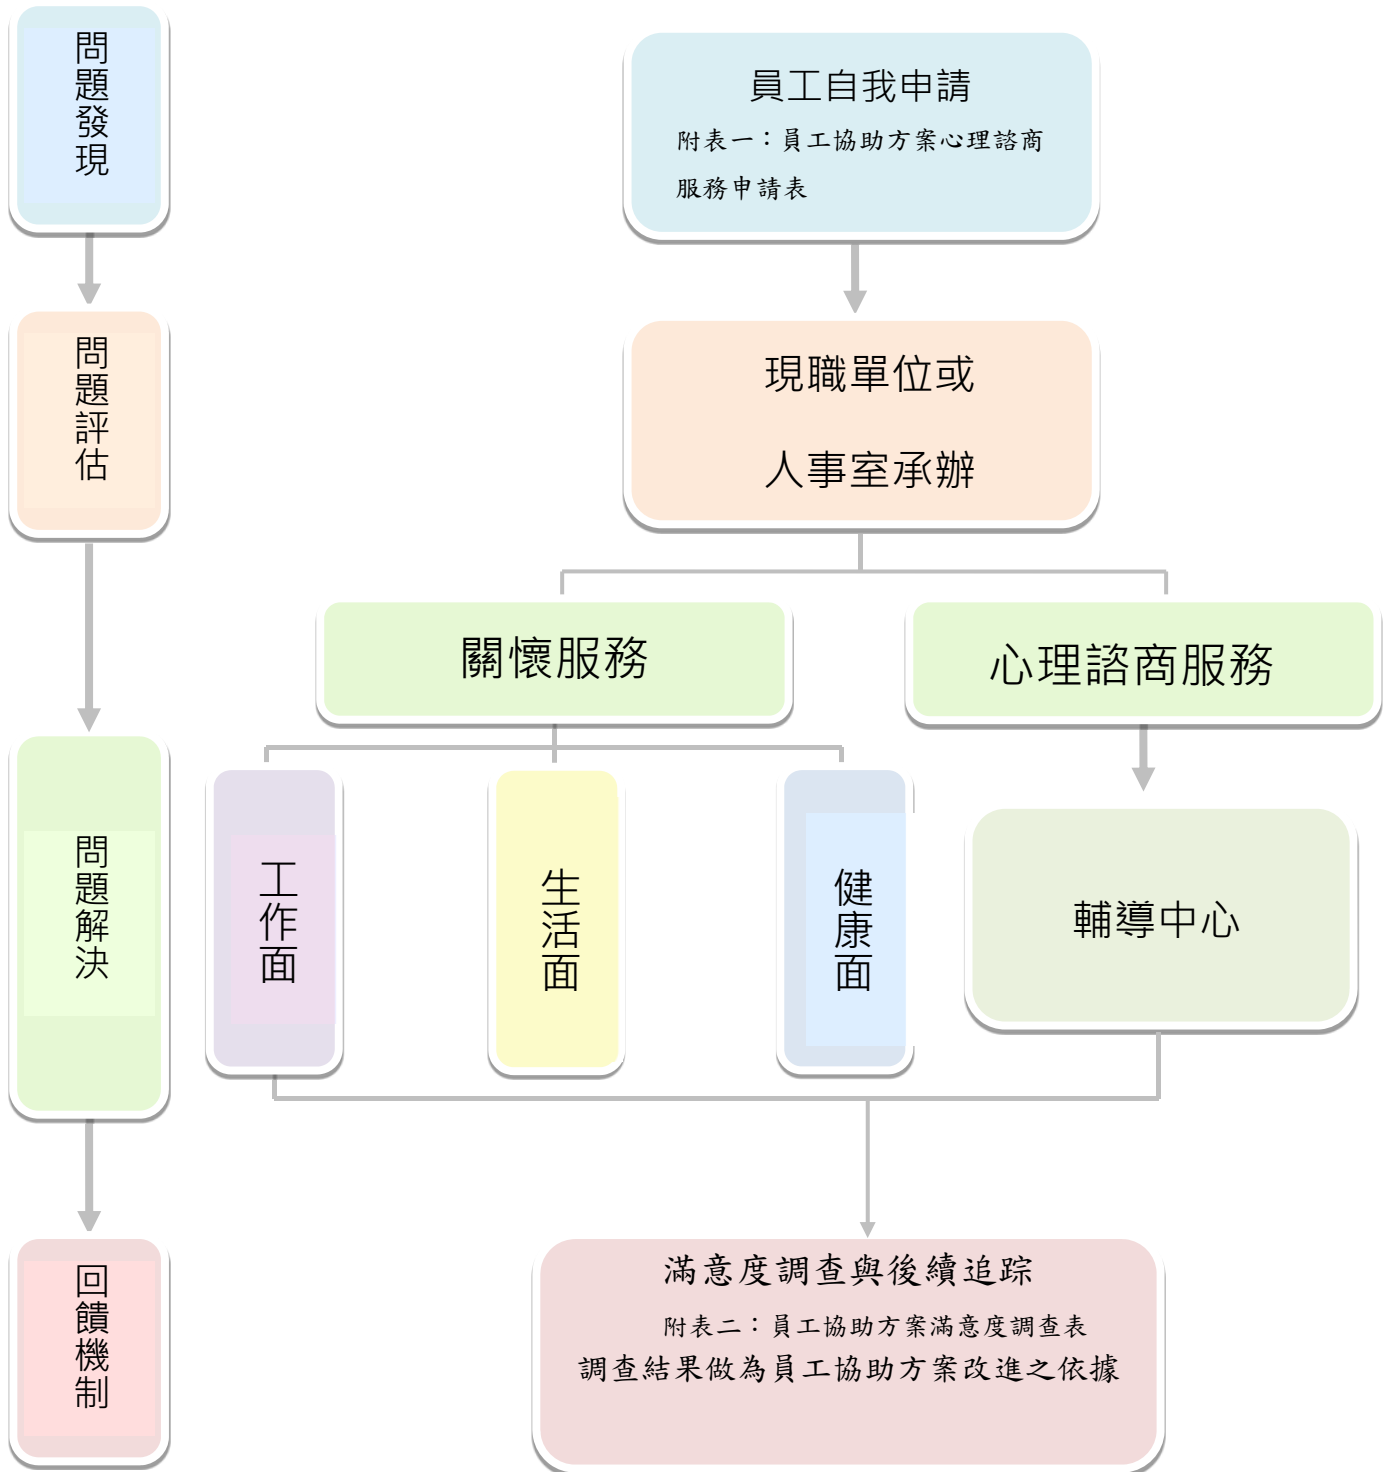 問題發現
員工自我申請
附表一：員工協助方案心理諮商
服務申請表
問題評估
現職單位或
人事室承辦
關懷服務
心理諮商服務
問題解決
工作面
生活面
健康面
輔導中心
回饋機制
滿意度調查與後續追踪
附表二：員工協助方案滿意度調查表
調查結果做為員工協助方案改進之依據